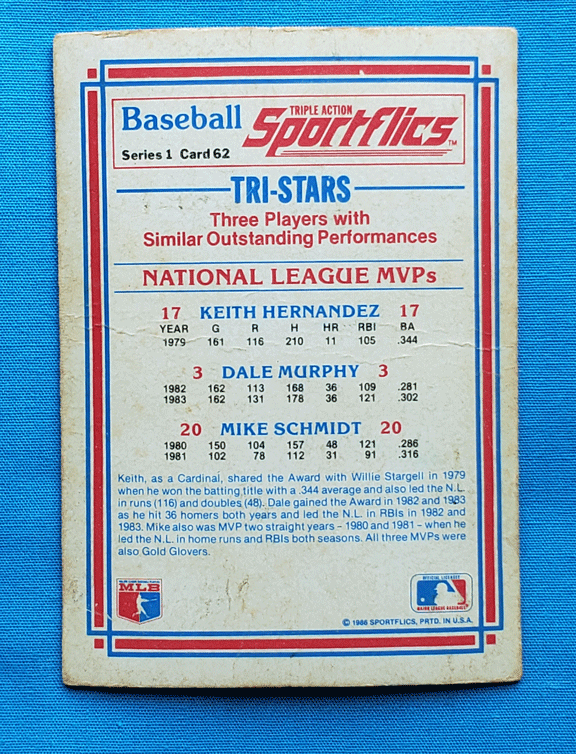 Baseball
TRIPLE ACTION
Sportflics™
Series 1 Card 62
TRI-STARS
Three Players with
Similar Outstanding Performances
NATIONAL LEAGUE MVPs
17 KEITH HERNANDEZ 17
YEAR G R H HR RBI BA
1979 161 116 210 11 105 .344
3 DALE MURPHY 3
1982 162 113 168 36 109 .281
1983 162 131 178 36 121 .302
20 MIKE SCHMIDT 20
1980 150 104 157 48 121 .286
1981 102 78 112 31 91 .316
Keith, as a Cardinal, shared the Award with Willie Stargell in 1979
when he won the batting title with a .344 average and also led the N.L.
in runs (116) and doubles (48). Dale gained the Award in 1982 and 1983
as he hit 36 homers both years and led the N.L. in RBIs in 1982 and
1983. Mike also was MVP two straight years – 1980 and 1981 – when he
led the N.L. in home runs and RBIs both seasons. All three MVPs were
also Gold Glovers.
MLB
OFFICIAL LICENSEE
MAJOR LEAGUE BASEBALL
© 1986 SPORTFLICS, PRTD. IN U.S.A.